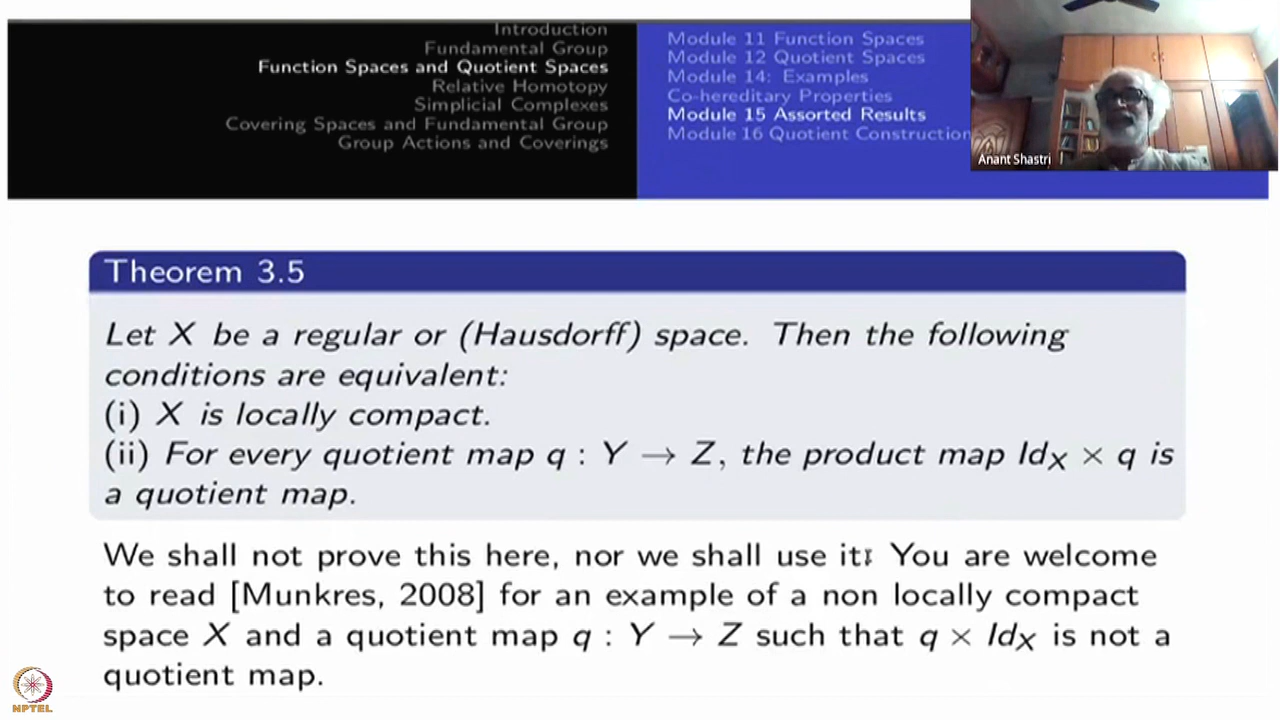 Introduction
Fundamental Group
Function Spaces and Quotient Spaces
Relative Homotopy
Simplicial Complexes
Covering Spaces and Fundamental Group
Group Actions and Coverings
Module 11 Function Spaces
Module 12 Quotient Spaces
Module 14: Examples
Co-hereditary Properties
Module 15 Assorted Results
Module 16 Quotient Construction
Anant Shastri
Theorem 3.5
Let X be a regular or (Hausdorff) space. Then the following
conditions are equivalent:
(i) X is locally compact.
(ii) For every quotient map q : Y → Z, the product map Id_X × q is
a quotient map.
We shall not prove this here, nor we shall use it. You are welcome
to read [Munkres, 2008] for an example of a non locally compact
space X and a quotient map q : Y → Z such that q × Id_X is not a
quotient map.
NPTEL